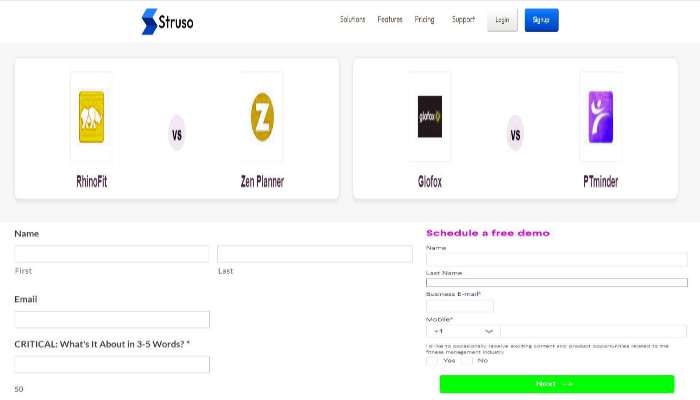 Struso
Solutions Features Pricing Support Login Signup
Z
glofox
vs
vs
RhinoFit Zen Planner
Glofox PTminder
Name
First Last
Email
CRITICAL: What's It About in 3-5 Words? *
50
Schedule a free demo
Name
Last Name
Business E-mail*
Mobile*
+1
I'd like to occasionally receive exciting content and product opportunities related to the
fitness management industry
Yes No
Next →